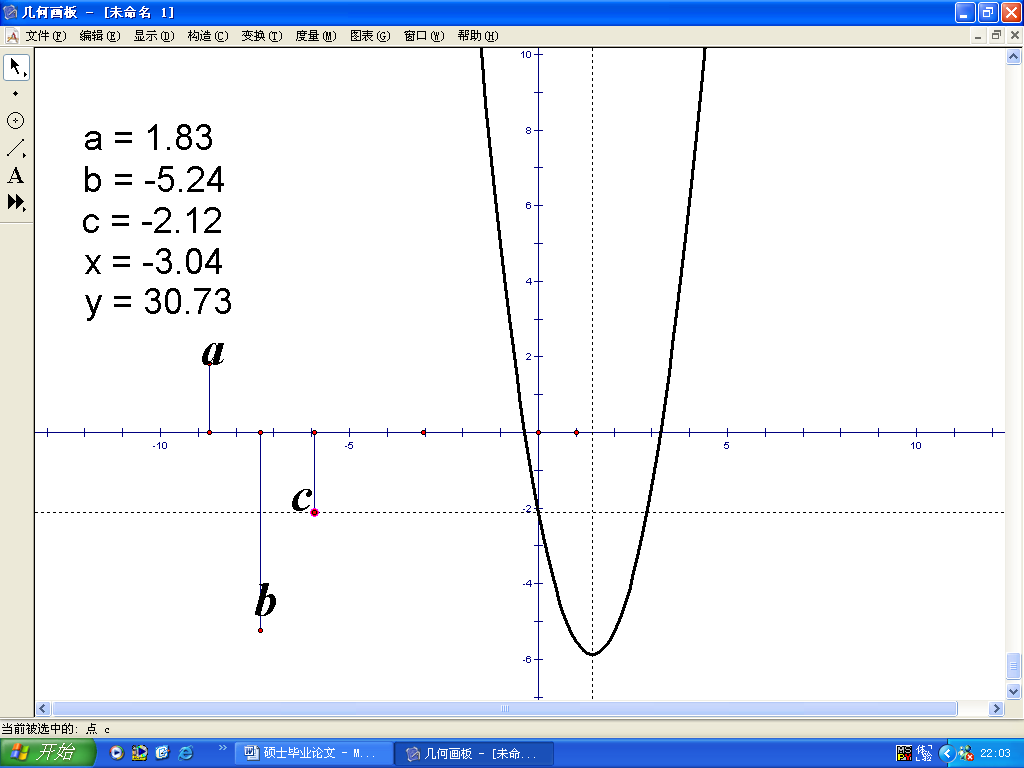 几何画板 - [未命名 1]
文件(F) 编辑(E) 显示(D) 构造(C) 变换(T) 度量(M) 图表(G) 窗口(W) 帮助(H)
A
a = 1.83
b = -5.24
c = -2.12
x = -3.04
y = 30.73
a
c
b
10
8
6
4
2
-10 -5 5 10
-2
-4
-6
当前被选中的: 点 c
开始 硕士毕业论文 - M... 几何画板 - [未命... 22:03